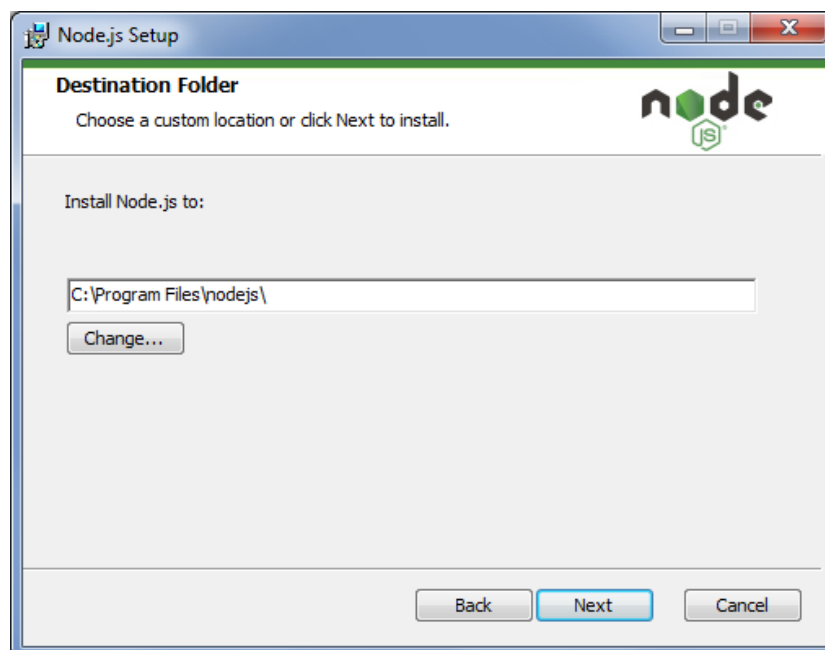 Node.js Setup
Destination Folder
Choose a custom location or click Next to install.
node
JS
Install Node.js to:
C:\Program Files\nodejs\
Change...
Back Next Cancel